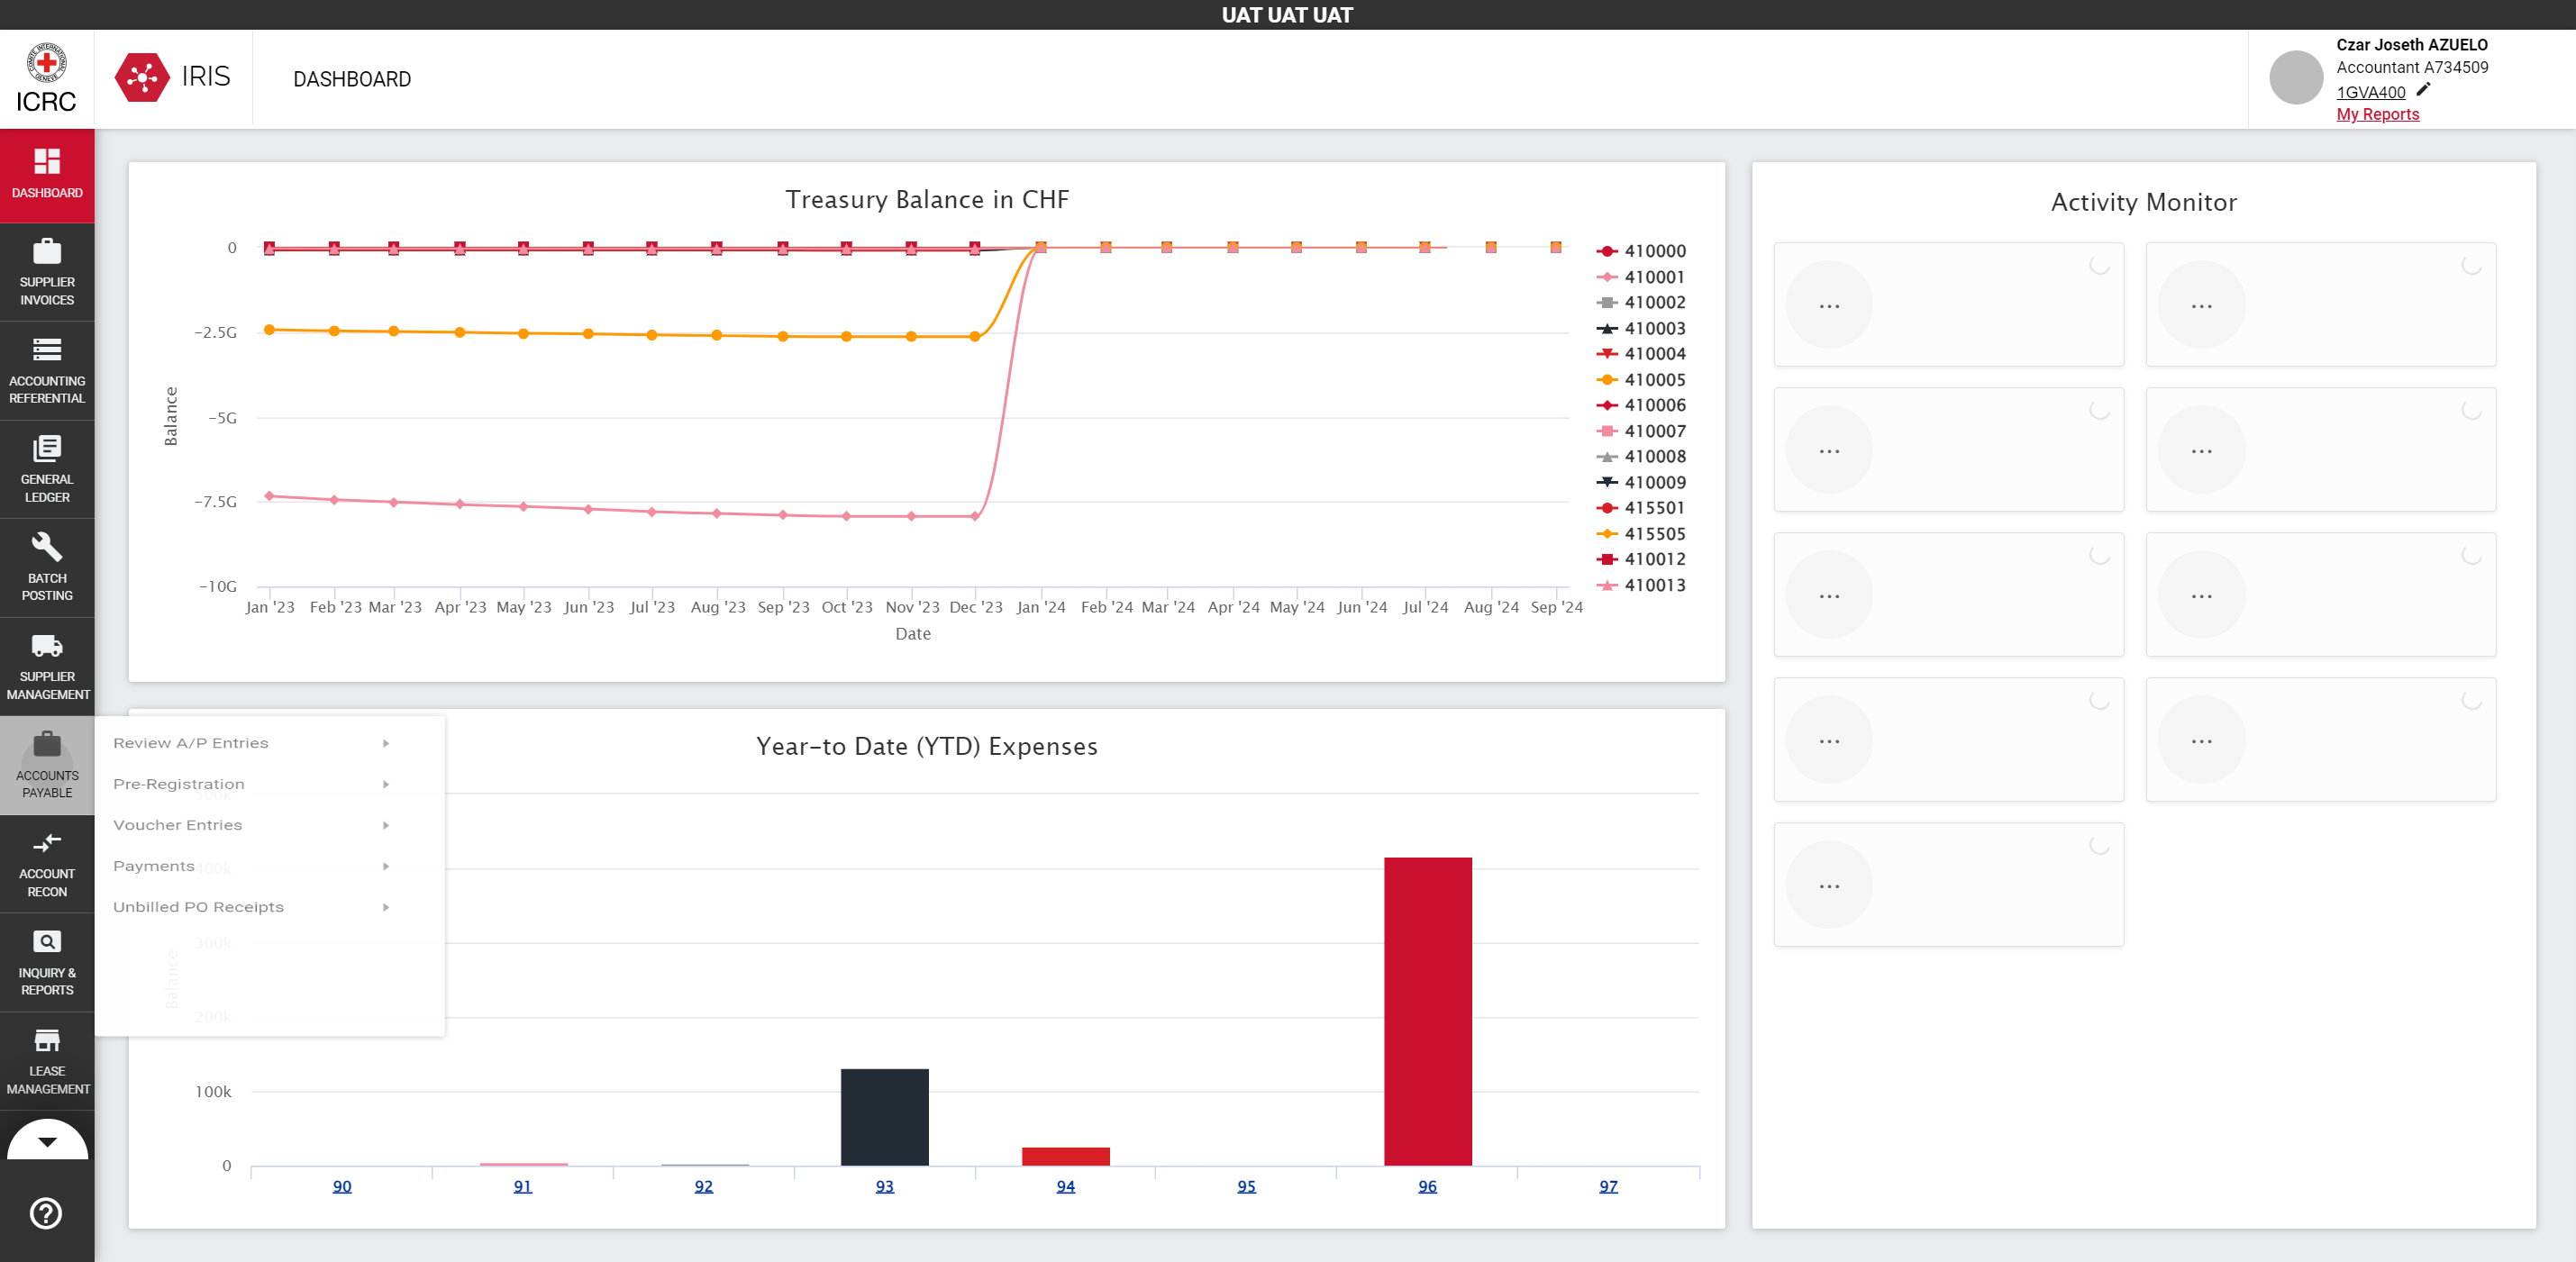 UAT UAT UAT
ICRC
IRIS
DASHBOARD
Czar Joseth AZUELO
Accountant A734509
1GVA400
My Reports
DASHBOARD
SUPPLIER
INVOICES
ACCOUNTING
REFERENTIAL
GENERAL
LEDGER
BATCH
POSTING
SUPPLIER
MANAGEMENT
ACCOUNTS
PAYABLE
ACCOUNT
RECON
INQUIRY &
REPORTS
LEASE
MANAGEMENT
Review A/P Entries
Pre-Registration
Voucher Entries
Payments
Unbilled PO Receipts
Treasury Balance in CHF
0
−2.5G
−5G
−7.5G
−10G
Balance
Jan '23 Feb '23 Mar '23 Apr '23 May '23 Jun '23 Jul '23 Aug '23 Sep '23 Oct '23 Nov '23 Dec '23 Jan '24 Feb '24 Mar '24 Apr '24 May '24 Jun '24 Jul '24 Aug '24 Sep '24
Date
410000
410001
410002
410003
410004
410005
410006
410007
410008
410009
415501
415505
410012
410013
Year-to Date (YTD) Expenses
500k
400k
300k
200k
100k
0
Balance
90 91 92 93 94 95 96 97
Activity Monitor
... ...
... ...
... ...
... ...
...